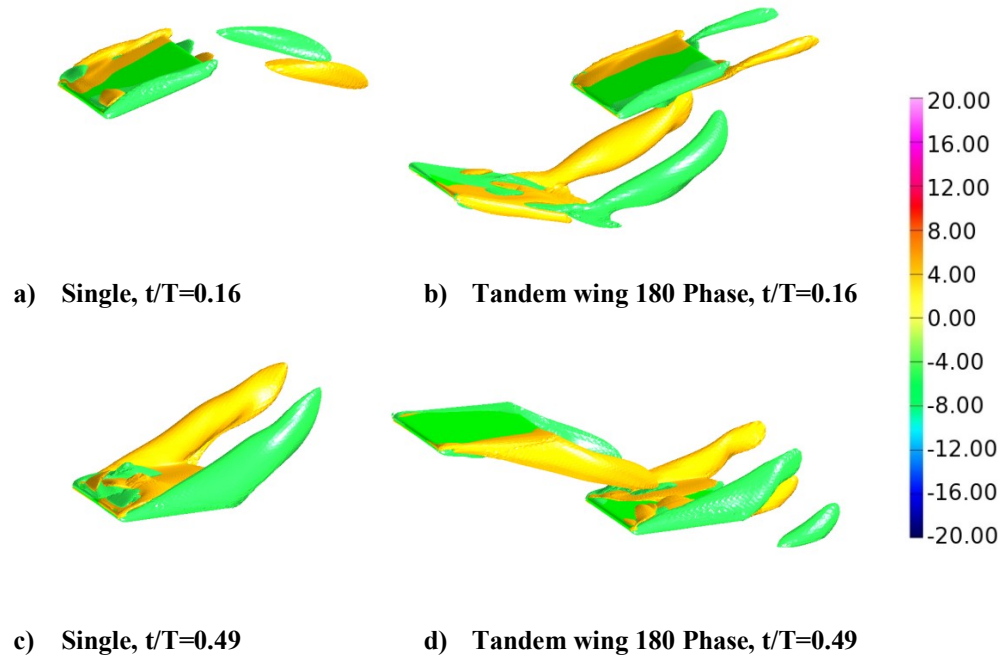 20.00
16.00
12.00
8.00
4.00
0.00
-4.00
-8.00
-12.00
-16.00
-20.00
a) Single, t/T=0.16
b) Tandem wing 180 Phase, t/T=0.16
c) Single, t/T=0.49
d) Tandem wing 180 Phase, t/T=0.49